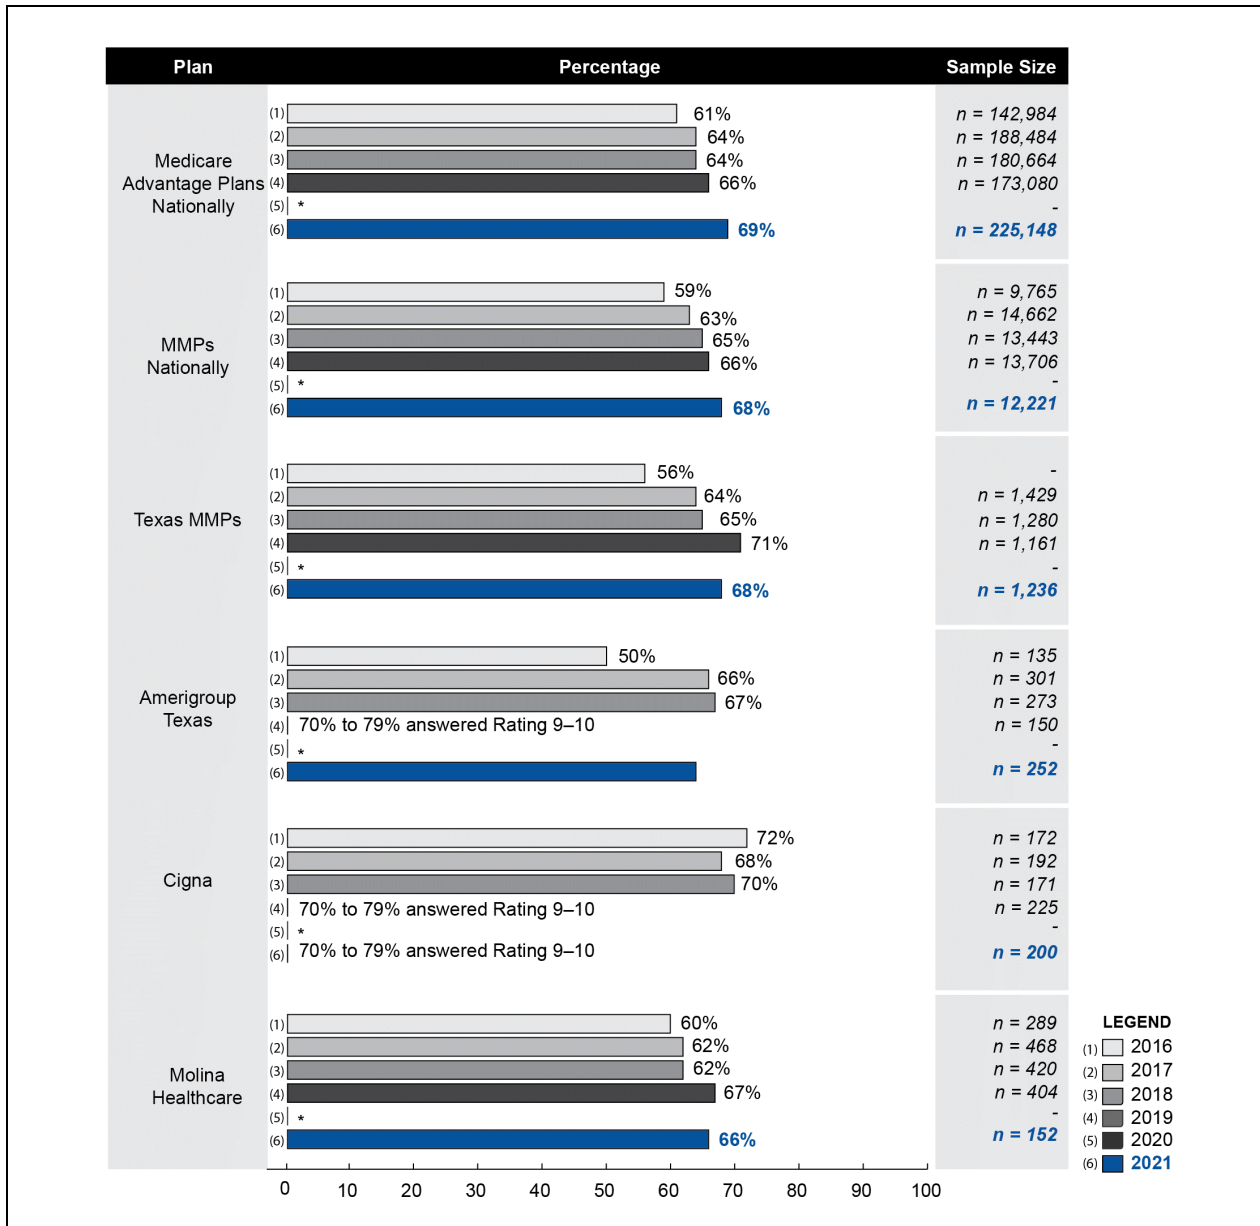 Plan Percentage Sample Size
Medicare
Advantage Plans
Nationally
(1) 61% n = 142,984
(2) 64% n = 188,484
(3) 64% n = 180,664
(4) 66% n = 173,080
(5) * -
(6) 69% n = 225,148
MMPs
Nationally
(1) 59% n = 9,765
(2) 63% n = 14,662
(3) 65% n = 13,443
(4) 66% n = 13,706
(5) * -
(6) 68% n = 12,221
Texas MMPs
(1) 56% -
(2) 64% n = 1,429
(3) 65% n = 1,280
(4) 71% n = 1,161
(5) * -
(6) 68% n = 1,236
Amerigroup
Texas
(1) 50% n = 135
(2) 66% n = 301
(3) 67% n = 273
(4) 70% to 79% answered Rating 9–10 n = 150
(5) * -
(6) n = 252
Cigna
(1) 72% n = 172
(2) 68% n = 192
(3) 70% n = 171
(4) 70% to 79% answered Rating 9–10 n = 225
(5) * -
(6) 70% to 79% answered Rating 9–10 n = 200
Molina
Healthcare
(1) 60% n = 289
(2) 62% n = 468
(3) 62% n = 420
(4) 67% n = 404
(5) * -
(6) 66% n = 152
0 10 20 30 40 50 60 70 80 90 100
LEGEND
(1) 2016
(2) 2017
(3) 2018
(4) 2019
(5) 2020
(6) 2021